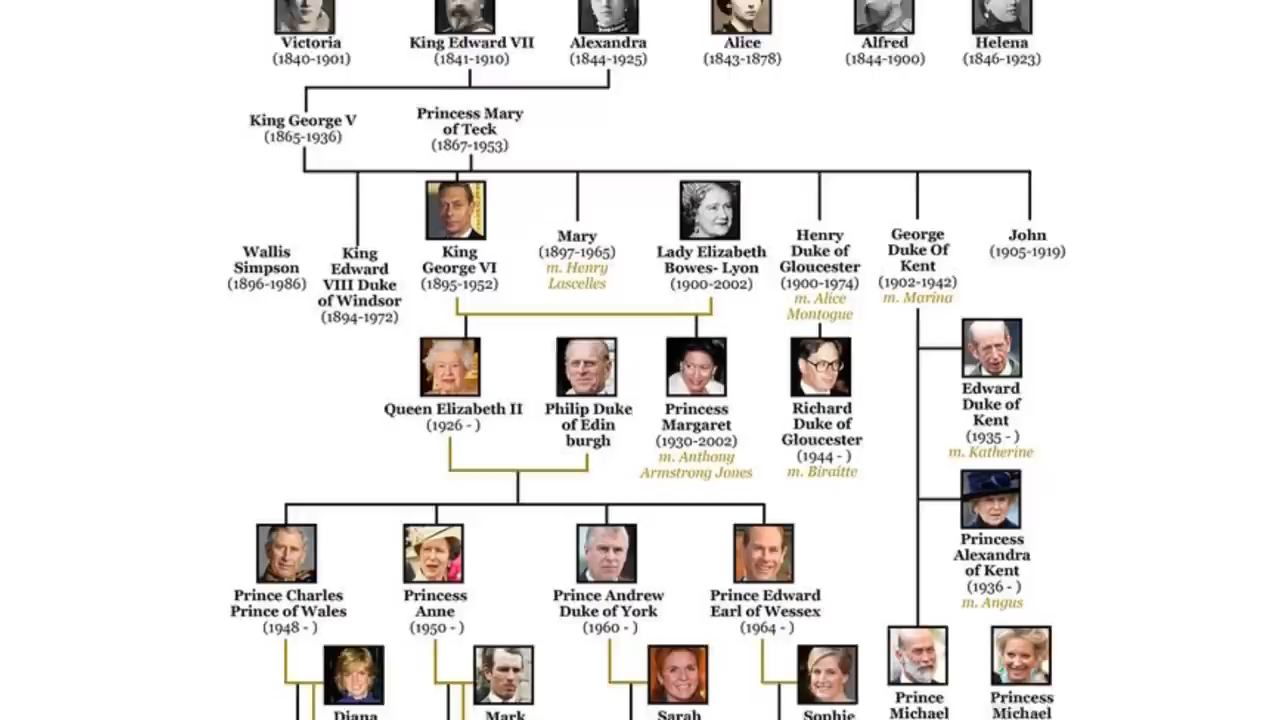 Victoria
(1840-1901)
King Edward VII
(1841-1910)
Alexandra
(1844-1925)
Alice
(1843-1878)
Alfred
(1844-1900)
Helena
(1846-1923)
King George V
(1865-1936)
Princess Mary
of Teck
(1867-1953)
Wallis
Simpson
(1896-1986)
King
Edward
VIII Duke
of Windsor
(1894-1972)
King
George VI
(1895-1952)
Mary
(1897-1965)
m. Henry
Lascelles
Lady Elizabeth
Bowes- Lyon
(1900-2002)
Henry
Duke of
Gloucester
(1900-1974)
m. Alice
Montogue
George
Duke Of
Kent
(1902-1942)
m. Marina
John
(1905-1919)
Queen Elizabeth II
(1926 - )
Philip Duke
of Edin
burgh
Princess
Margaret
(1930-2002)
m. Anthony
Armstrong Jones
Richard
Duke of
Gloucester
(1944 - )
m. Biraitte
Edward
Duke of
Kent
(1935 - )
m. Katherine
Princess
Alexandra
of Kent
(1936 - )
m. Angus
Prince Charles
Prince of Wales
(1948 - )
Princess
Anne
(1950 - )
Prince Andrew
Duke of York
(1960 - )
Prince Edward
Earl of Wessex
(1964 - )
Diana
Mark
Sarah
Sophie
Prince
Michael
Princess
Michael